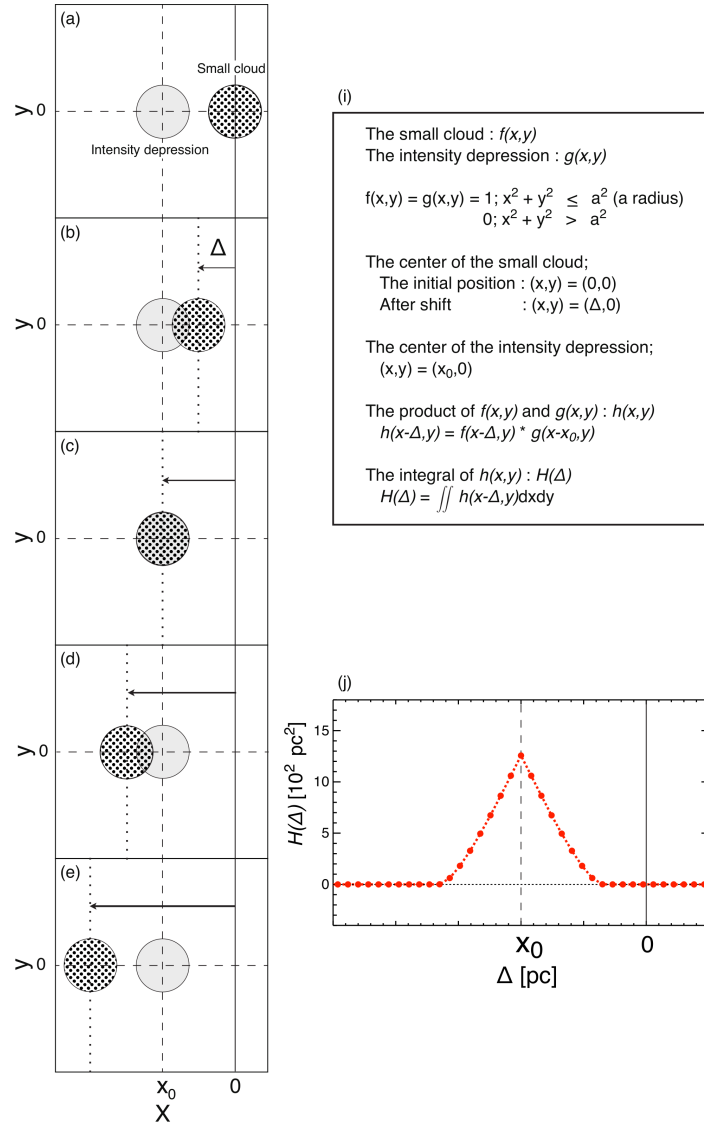 (a)
Small cloud
y 0
Intensity depression
(b)
Δ
y 0
(c)
y 0
(d)
y 0
(e)
y 0
x₀ 0
X
(i)
The small cloud : f(x,y)
The intensity depression : g(x,y)
f(x,y) = g(x,y) = 1; x² + y² ≤ a² (a radius)
0; x² + y² > a²
The center of the small cloud;
The initial position : (x,y) = (0,0)
After shift : (x,y) = (Δ,0)
The center of the intensity depression;
(x,y) = (x₀,0)
The product of f(x,y) and g(x,y) : h(x,y)
h(x-Δ,y) = f(x-Δ,y) * g(x-x₀,y)
The integral of h(x,y) : H(Δ)
H(Δ) = ∬ h(x-Δ,y)dxdy
(j)
H(Δ) [10² pc²]
15
10
5
0
x₀ 0
Δ [pc]